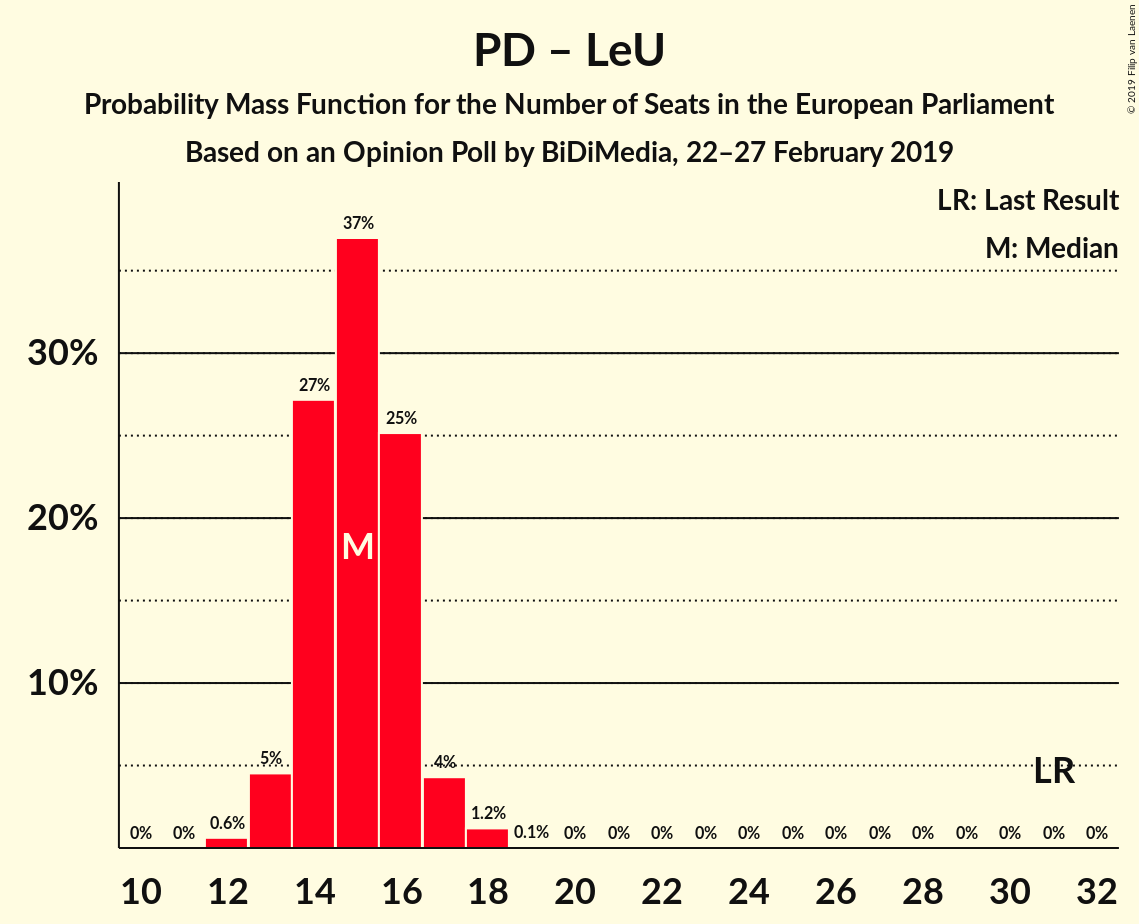 PD – LeU
Probability Mass Function for the Number of Seats in the European Parliament
Based on an Opinion Poll by BiDiMedia, 22–27 February 2019
© 2019 Filip van Laenen
LR: Last Result
M: Median
30%
20%
10%
0% 0% 0.6% 5% 27% 37% 25% 4% 1.2% 0.1% 0% 0% 0% 0% 0% 0% 0% 0% 0% 0% 0% 0% 0%
M
LR
10 12 14 16 18 20 22 24 26 28 30 32